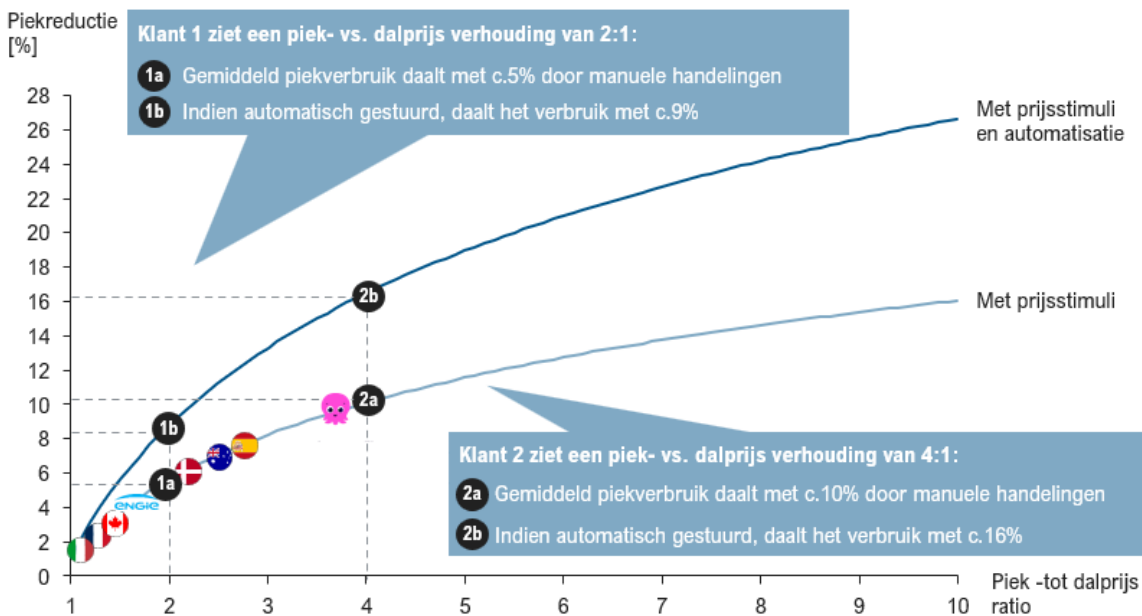 Piekreductie
[%]
Klant 1 ziet een piek- vs. dalprijs verhouding van 2:1:
1a Gemiddeld piekverbruik daalt met c.5% door manuele handelingen
1b Indien automatisch gestuurd, daalt het verbruik met c.9%
28
26
24
22
20
18
16
14
12
10
8
6
4
2
0
Met prijsstimuli
en automatisatie
2b
Met prijsstimuli
2a
1b
1a
ENGIE
Klant 2 ziet een piek- vs. dalprijs verhouding van 4:1:
2a Gemiddeld piekverbruik daalt met c.10% door manuele handelingen
2b Indien automatisch gestuurd, daalt het verbruik met c.16%
1 2 3 4 5 6 7 8 9 10
Piek -tot dalprijs
ratio